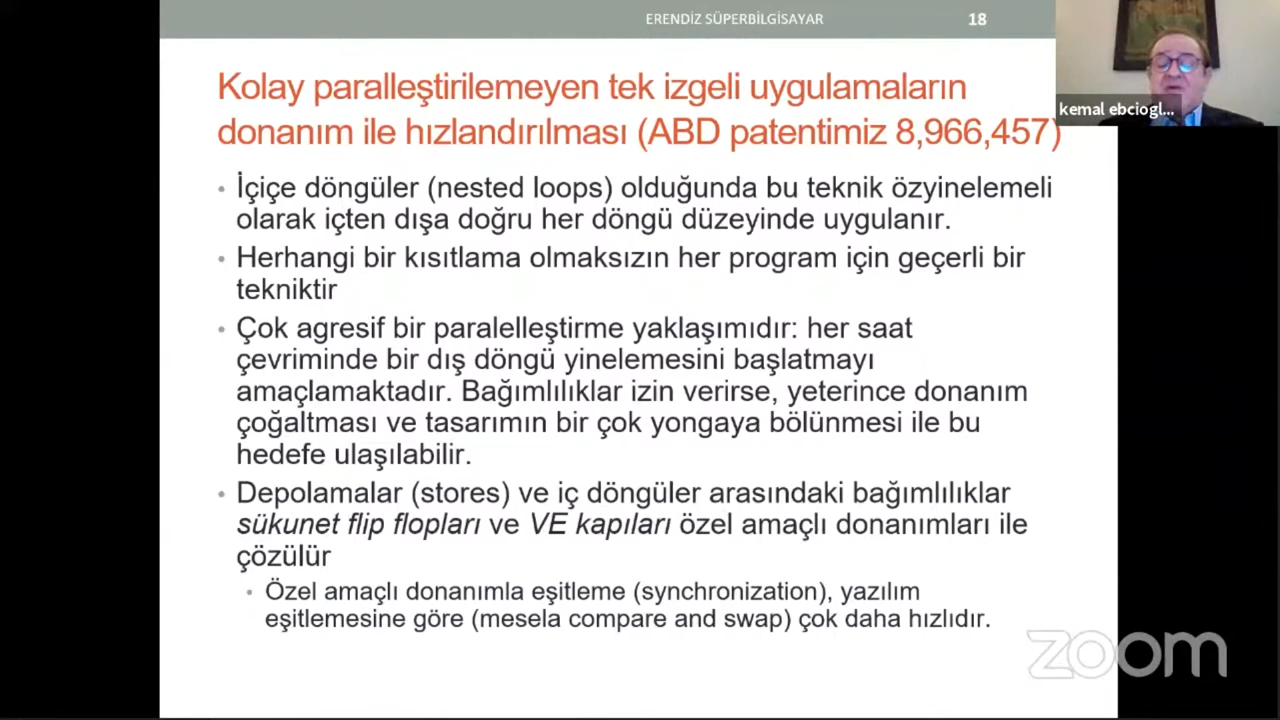 ERENDİZ SÜPERBİLGİSAYAR
18
Kolay paralleştirilemeyen tek izgeli uygulamaların
donanım ile hızlandırılması (ABD patentimiz 8,966,457)
kemal ebciogl...
• İçiçe döngüler (nested loops) olduğunda bu teknik özyinelemeli
olarak içten dışa doğru her döngü düzeyinde uygulanır.
• Herhangi bir kısıtlama olmaksızın her program için geçerli bir
tekniktir
• Çok agresif bir paralelleştirme yaklaşımıdır: her saat
çevriminde bir dış döngü yinelemesini başlatmayı
amaçlamaktadır. Bağımlılıklar izin verirse, yeterince donanım
çoğaltması ve tasarımın bir çok yongaya bölünmesi ile bu
hedefe ulaşılabilir.
• Depolamalar (stores) ve iç döngüler arasındaki bağımlılıklar
sükunet flip flopları ve VE kapıları özel amaçlı donanımları ile
çözülür
• Özel amaçlı donanımla eşitleme (synchronization), yazılım
eşitlemesine göre (mesela compare and swap) çok daha hızlıdır.
zoom